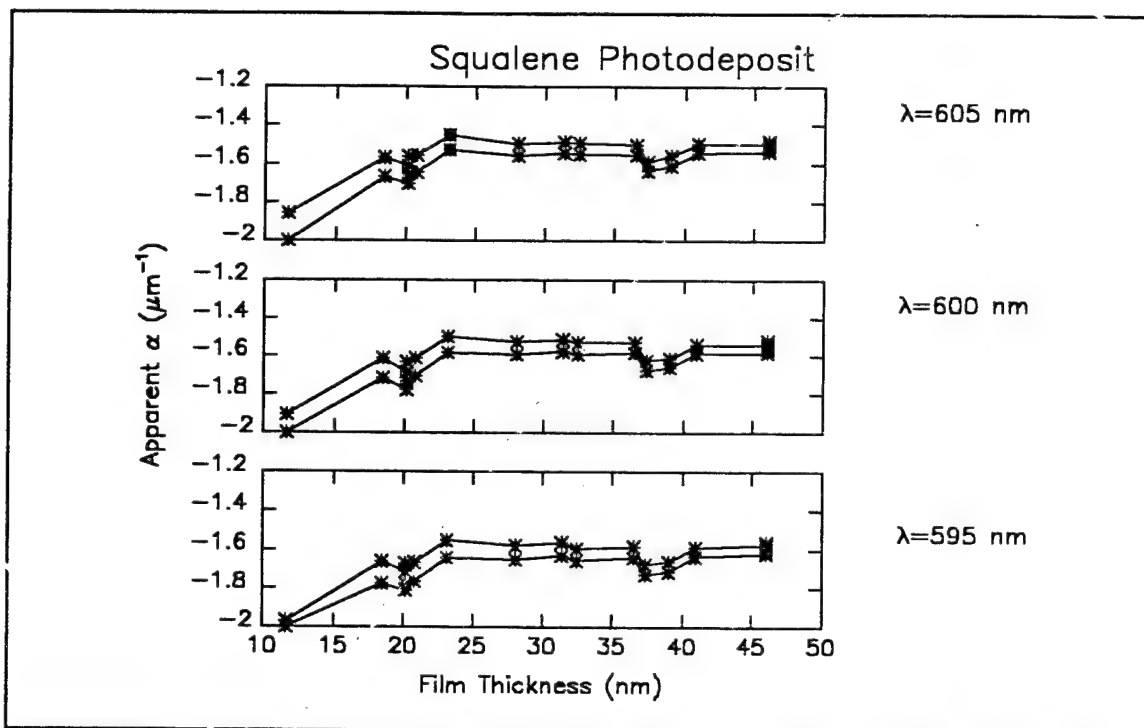 Squalene Photodeposit
−1.2
−1.4
−1.6
−1.8
−2
λ=605 nm
−1.2
−1.4
−1.6
−1.8
−2
λ=600 nm
Apparent α (μm⁻¹)
−1.2
−1.4
−1.6
−1.8
−2
λ=595 nm
10 15 20 25 30 35 40 45 50
Film Thickness (nm)